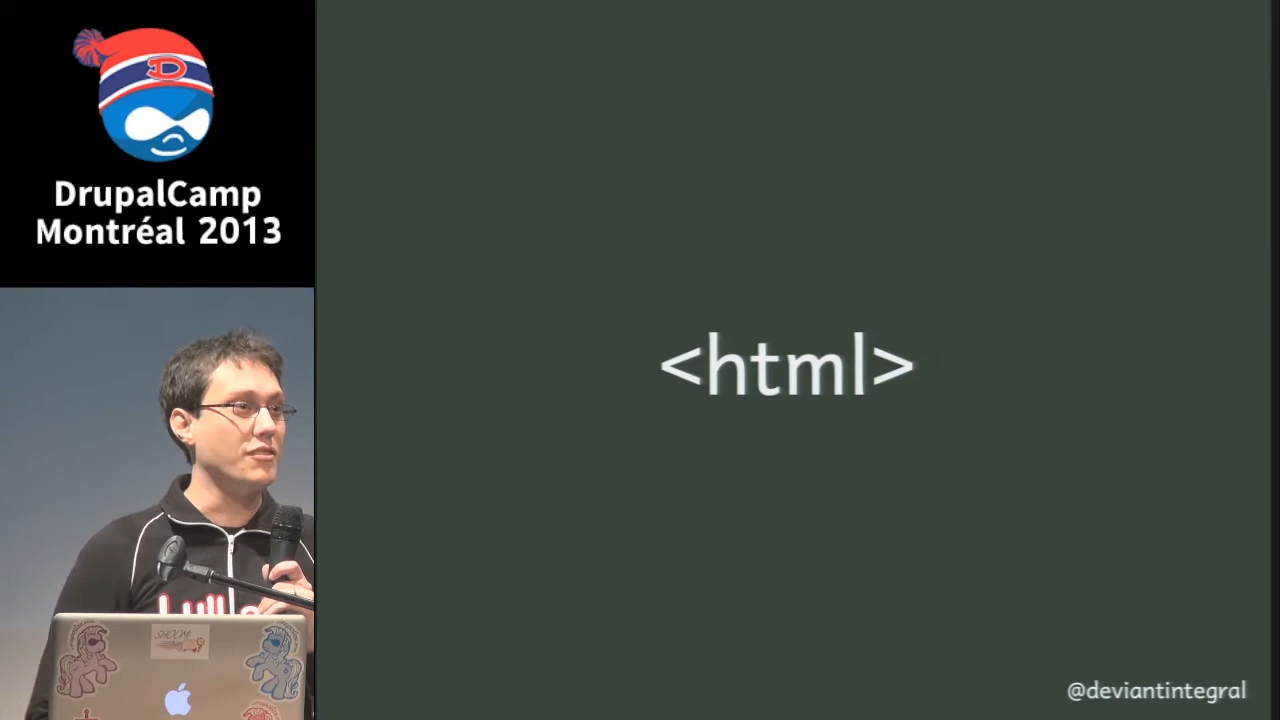 D
DrupalCamp
Montréal 2013
<html>
@deviantintegral